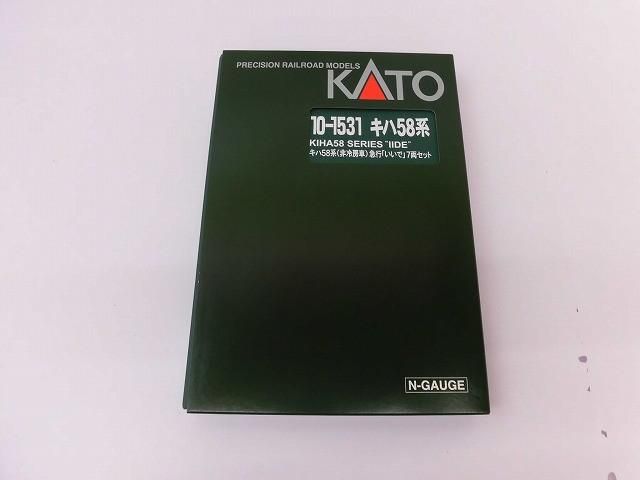 PRECISION RAILROAD MODELS
KATO
10-1531 キハ58系
KIHA58 SERIES "IIDE"
キハ58系(非冷房車)急行「いいで」7両セット
N-GAUGE